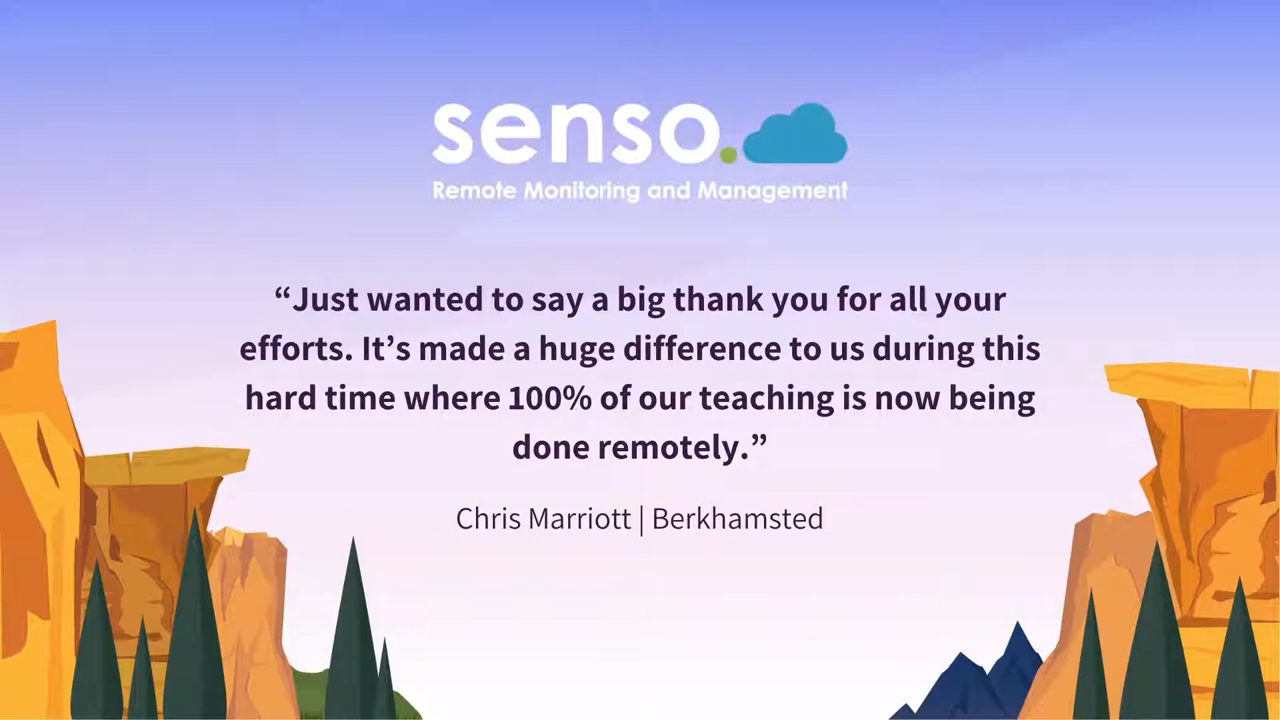 senso.
Remote Monitoring and Management
“Just wanted to say a big thank you for all your
efforts. It’s made a huge difference to us during this
hard time where 100% of our teaching is now being
done remotely.”
Chris Marriott | Berkhamsted